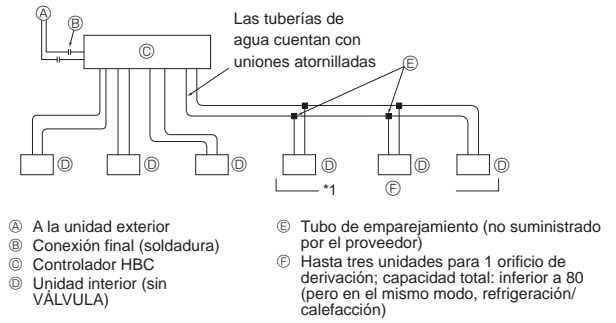 Ⓐ
Ⓑ
Ⓒ
Las tuberías de
agua cuentan con
uniones atornilladas
Ⓔ
Ⓓ Ⓓ Ⓓ Ⓓ Ⓓ Ⓓ
*1
Ⓕ
Ⓐ A la unidad exterior
Ⓑ Conexión final (soldadura)
Ⓒ Controlador HBC
Ⓓ Unidad interior (sin
VÁLVULA)
Ⓔ Tubo de emparejamiento (no suministrado
por el proveedor)
Ⓕ Hasta tres unidades para 1 orificio de
derivación; capacidad total: inferior a 80
(pero en el mismo modo, refrigeración/
calefacción)